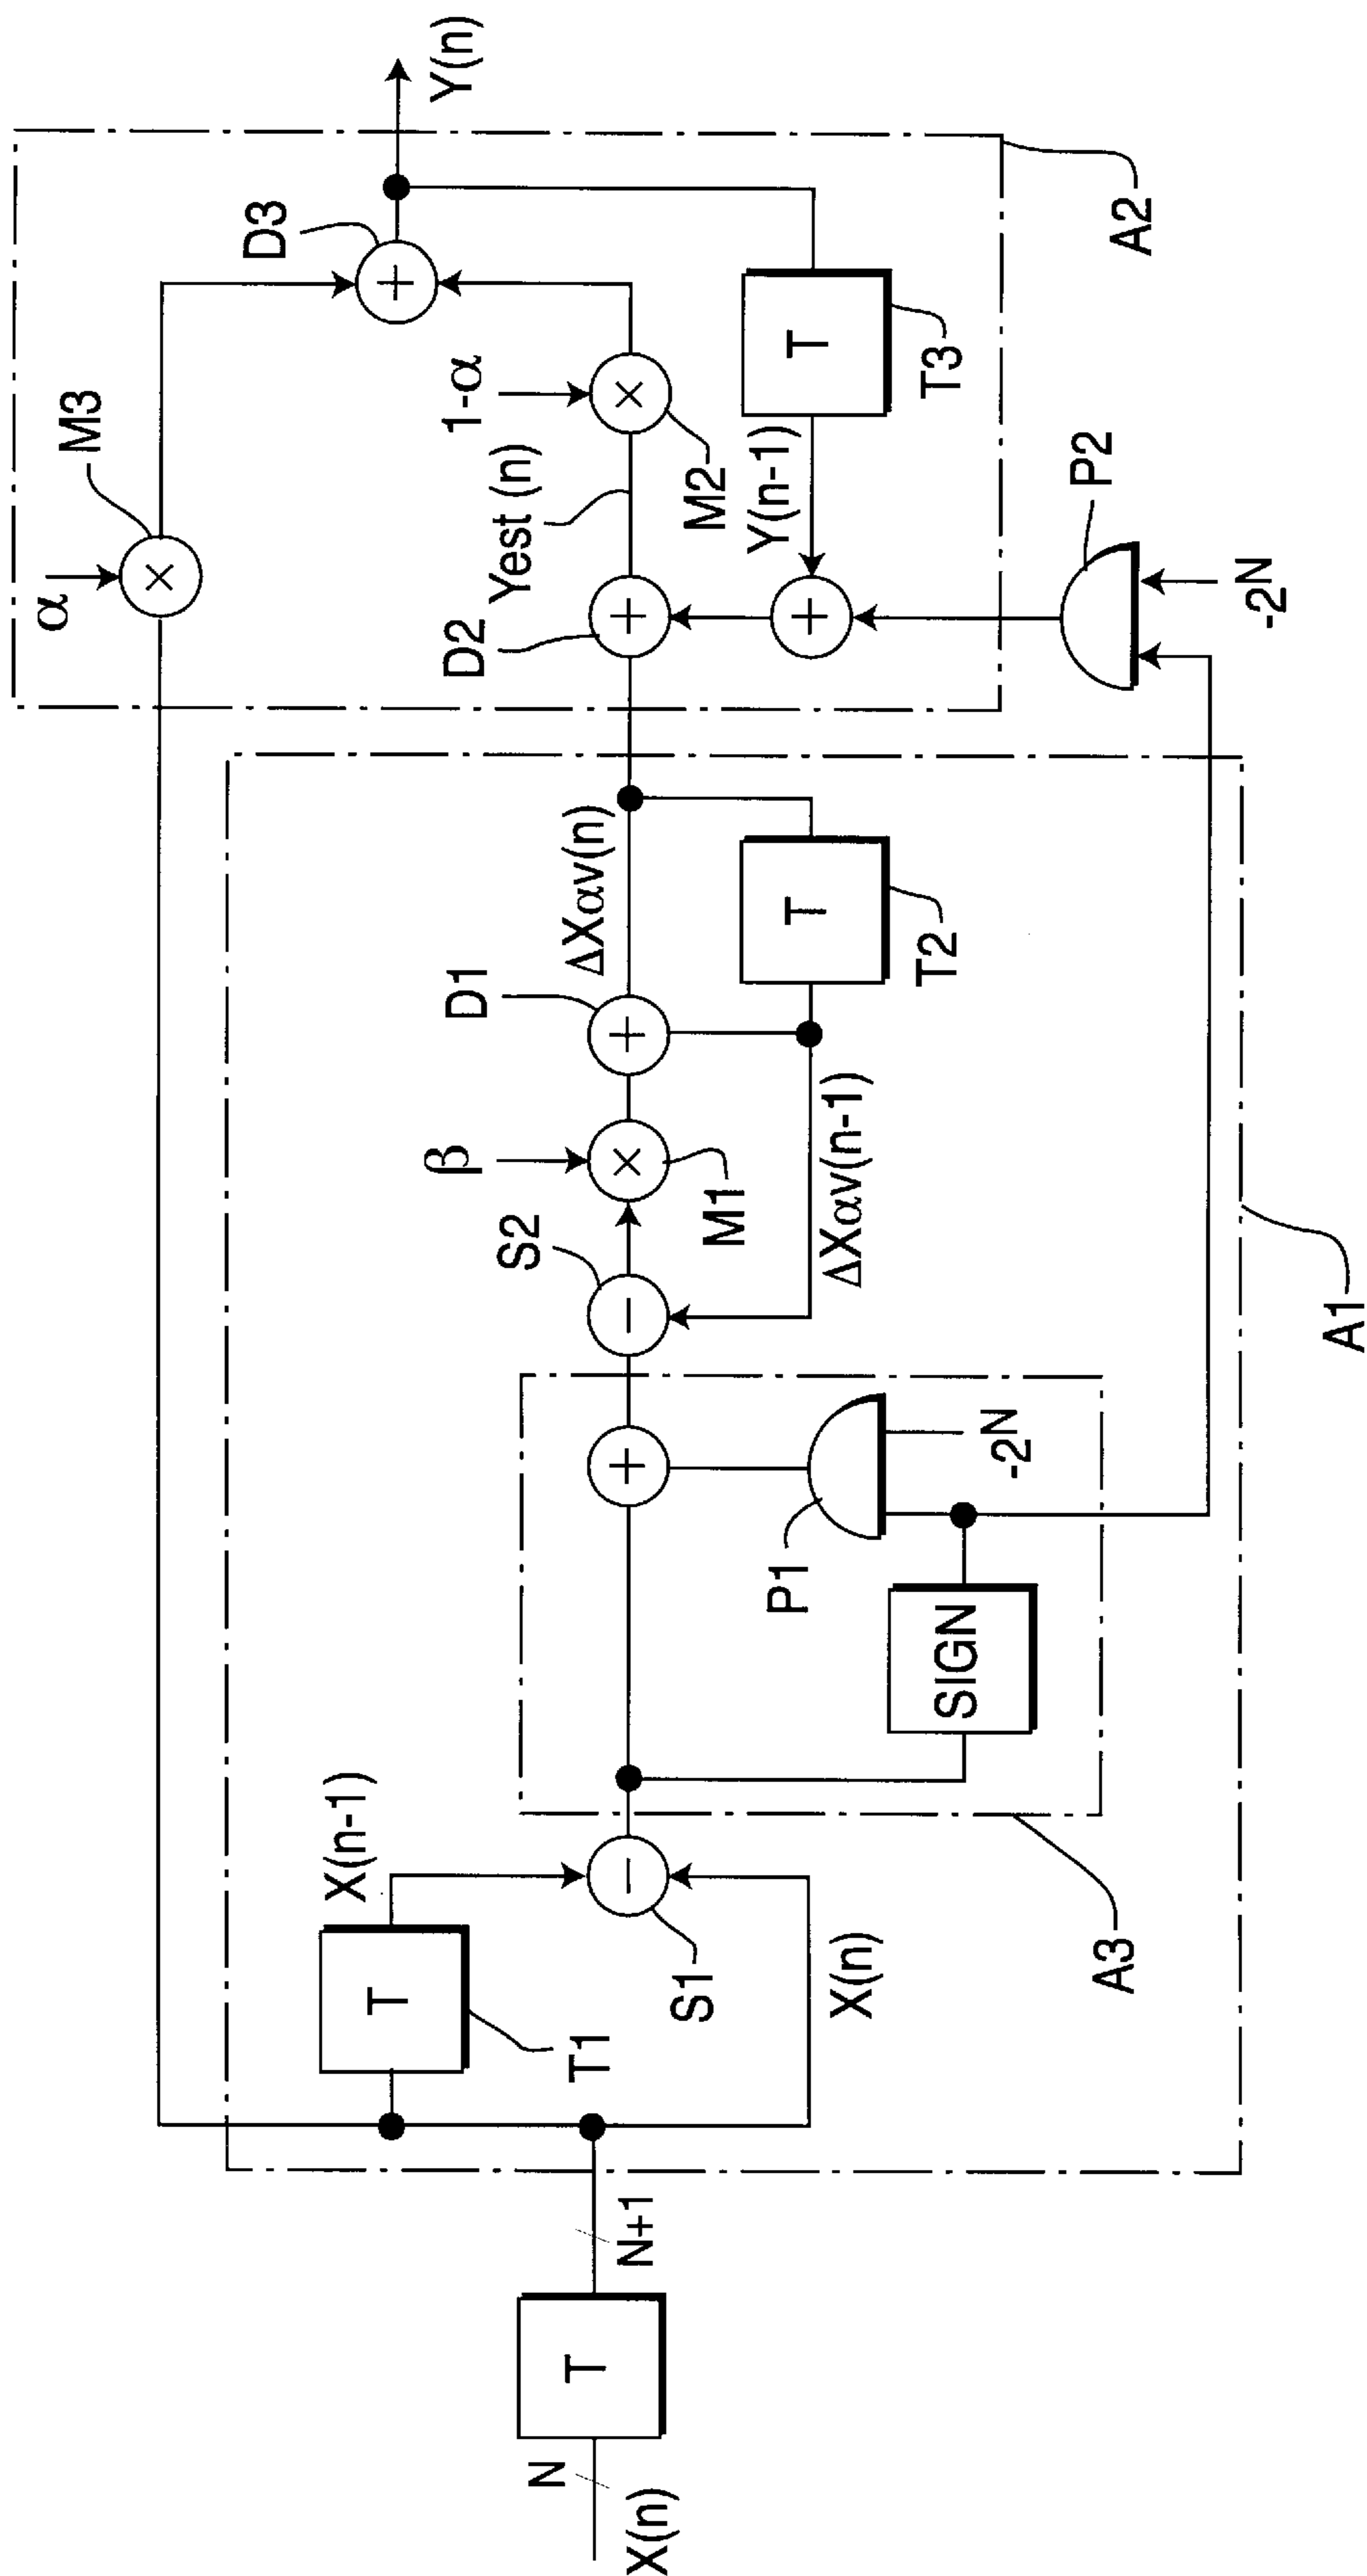 X(n)
N
T
N+1
T
T1
X(n-1)
X(n)
−
S1
A3
SIGN
P1
-2^N
+
−
S2
ΔXαv(n-1)
β
×
M1
+
D1
ΔXαv(n)
T
T2
A1
α
×
M3
D2
+
Yest (n)
+
Y(n-1)
1-α
×
M2
T
T3
P2
-2^N
D3
+
Y(n)
A2